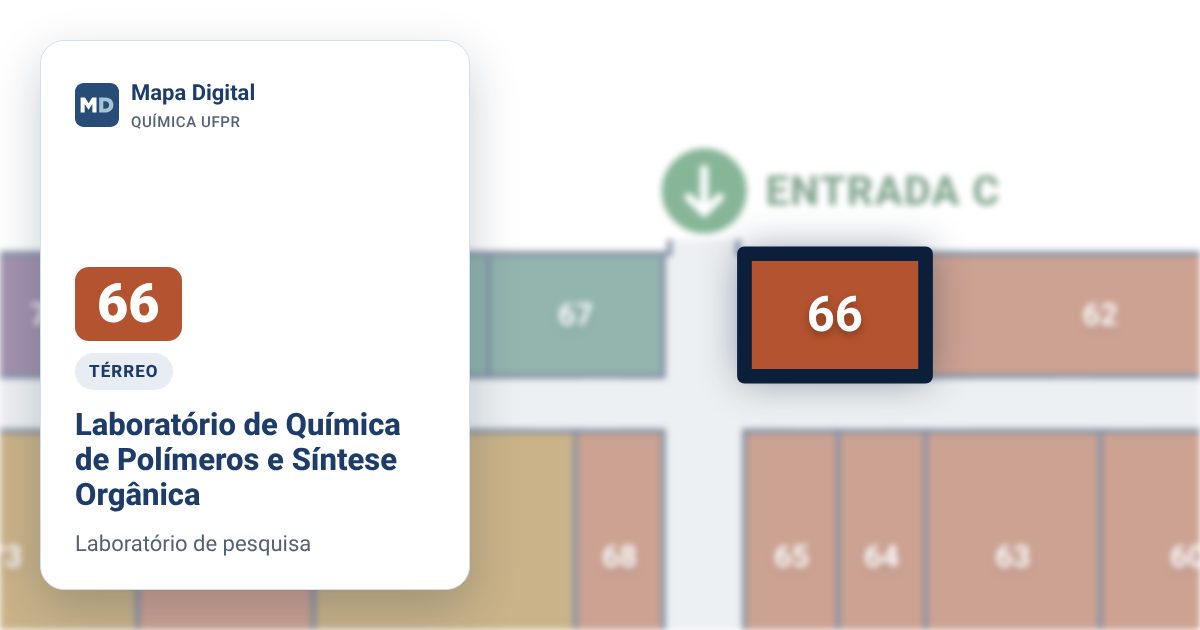 MD
Mapa Digital
QUÍMICA UFPR
66
TÉRREO
Laboratório de Química
de Polímeros e Síntese
Orgânica
Laboratório de pesquisa
ENTRADA C
67
66
62
68
65
64
63